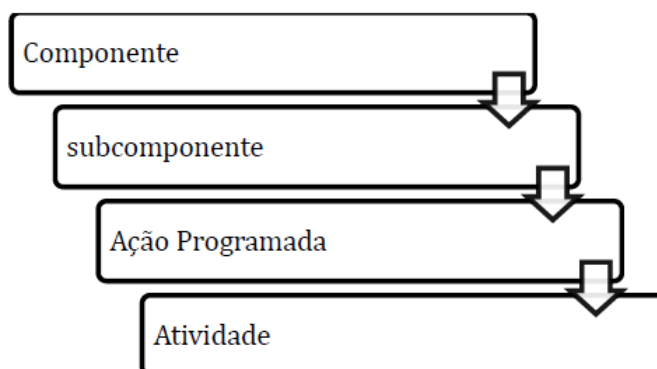 Componente
subcomponente
Ação Programada
Atividade